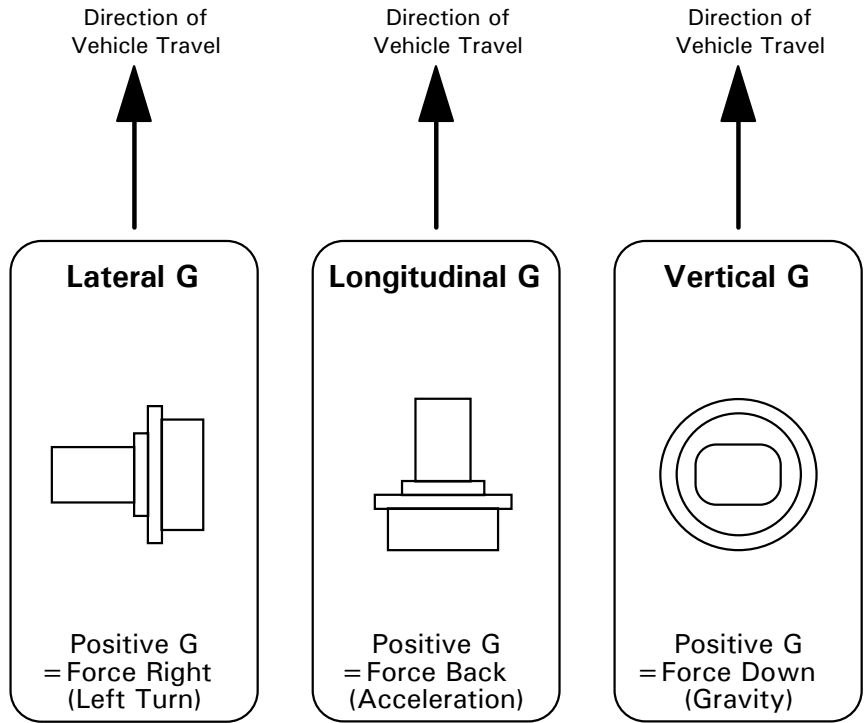 Direction of
Vehicle Travel
Direction of
Vehicle Travel
Direction of
Vehicle Travel
Lateral G
Longitudinal G
Vertical G
Positive G
=Force Right
(Left Turn)
Positive G
=Force Back
(Acceleration)
Positive G
=Force Down
(Gravity)